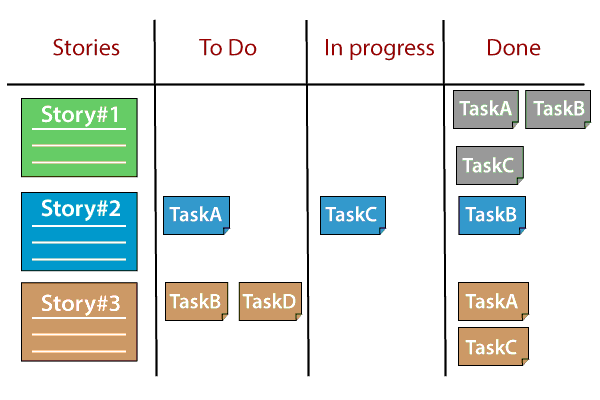 Stories To Do In progress Done
Story#1 TaskA TaskB
TaskC
Story#2 TaskA TaskC TaskB
Story#3 TaskB TaskD TaskA
TaskC